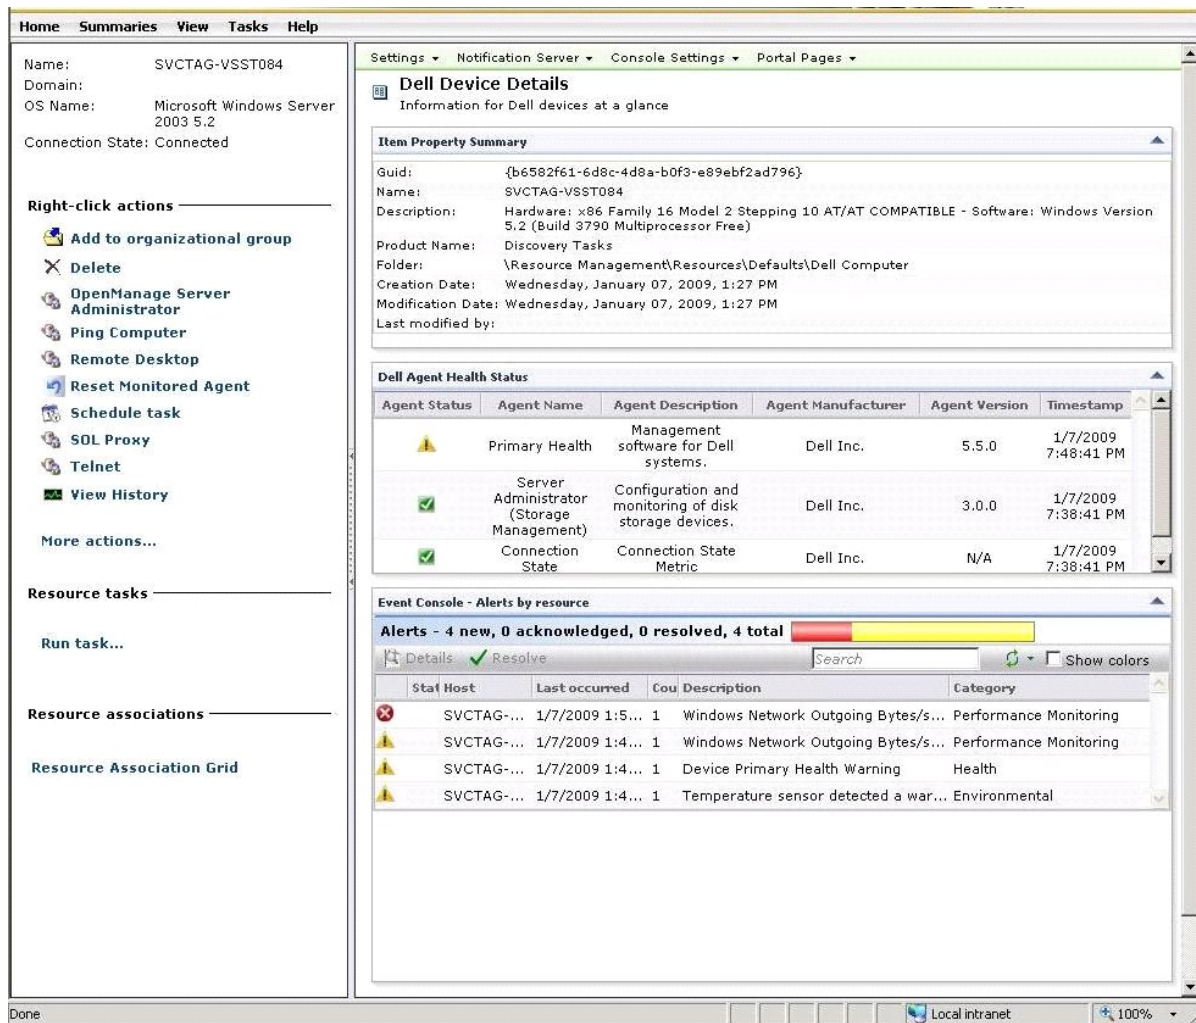 Home Summaries View Tasks Help
Name: SVCTAG-VSST084
Domain:
OS Name: Microsoft Windows Server
2003 5.2
Connection State: Connected
Right-click actions
Add to organizational group
Delete
OpenManage Server
Administrator
Ping Computer
Remote Desktop
Reset Monitored Agent
Schedule task
SOL Proxy
Telnet
View History
More actions...
Resource tasks
Run task...
Resource associations
Resource Association Grid
Settings Notification Server Console Settings Portal Pages
Dell Device Details
Information for Dell devices at a glance
Item Property Summary
Guid: {b6582f61-6d8c-4d8a-b0f3-e89ebf2ad796}
Name: SVCTAG-VSST084
Description: Hardware: x86 Family 16 Model 2 Stepping 10 AT/AT COMPATIBLE - Software: Windows Version
5.2 (Build 3790 Multiprocessor Free)
Product Name: Discovery Tasks
Folder: \Resource Management\Resources\Defaults\Dell Computer
Creation Date: Wednesday, January 07, 2009, 1:27 PM
Modification Date: Wednesday, January 07, 2009, 1:27 PM
Last modified by:
Dell Agent Health Status
Agent Status Agent Name Agent Description Agent Manufacturer Agent Version Timestamp
Primary Health
Management
software for Dell
systems.
Dell Inc.
5.5.0
1/7/2009
7:48:41 PM
Server
Administrator
(Storage
Management)
Configuration and
monitoring of disk
storage devices.
Dell Inc.
3.0.0
1/7/2009
7:38:41 PM
Connection
State
Connection State
Metric
Dell Inc.
N/A
1/7/2009
7:38:41 PM
Event Console - Alerts by resource
Alerts - 4 new, 0 acknowledged, 0 resolved, 4 total
Details Resolve Search Show colors
Stat Host Last occurred Cou Description Category
SVCTAG-... 1/7/2009 1:5... 1 Windows Network Outgoing Bytes/s... Performance Monitoring
SVCTAG-... 1/7/2009 1:4... 1 Windows Network Outgoing Bytes/s... Performance Monitoring
SVCTAG-... 1/7/2009 1:4... 1 Device Primary Health Warning Health
SVCTAG-... 1/7/2009 1:4... 1 Temperature sensor detected a war... Environmental
Done Local intranet 100%